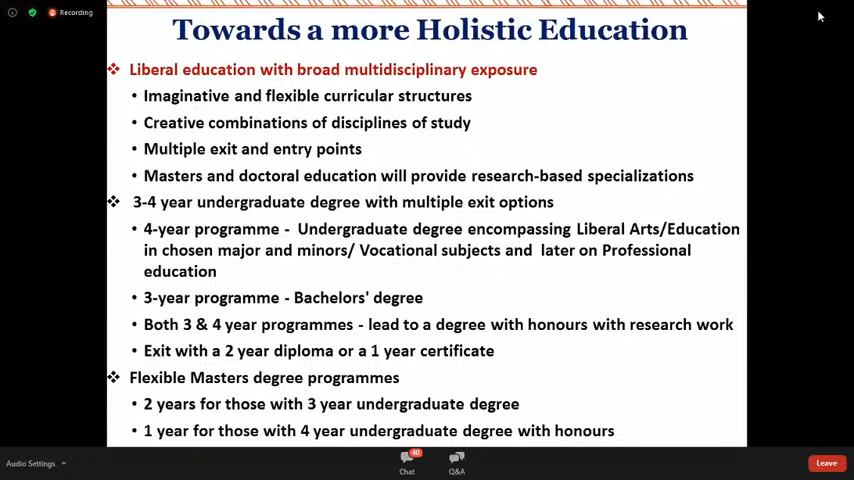 Recording
Towards a more Holistic Education
❖ Liberal education with broad multidisciplinary exposure
• Imaginative and flexible curricular structures
• Creative combinations of disciplines of study
• Multiple exit and entry points
• Masters and doctoral education will provide research-based specializations
❖ 3-4 year undergraduate degree with multiple exit options
• 4-year programme - Undergraduate degree encompassing Liberal Arts/Education
in chosen major and minors/ Vocational subjects and later on Professional
education
• 3-year programme - Bachelors' degree
• Both 3 & 4 year programmes - lead to a degree with honours with research work
• Exit with a 2 year diploma or a 1 year certificate
❖ Flexible Masters degree programmes
• 2 years for those with 3 year undergraduate degree
• 1 year for those with 4 year undergraduate degree with honours
Audio Settings
40
Chat
Q&A
Leave